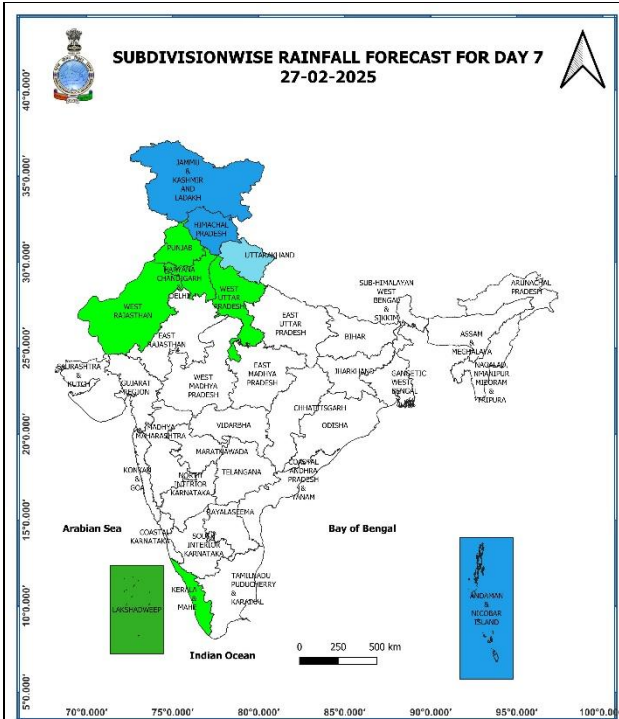 SUBDIVISIONWISE RAINFALL FORECAST FOR DAY 7
27-02-2025
40°0.000'
35°0.000'
30°0.000'
25°0.000'
20°0.000'
15°0.000'
10°0.000'
5°0.000'
JAMMU
&
KASHMIR
AND
LADAKH
HIMACHAL
PRADESH
PUNJAB
UTTARAKHAND
HARYANA
CHANDIGARH
&
DELHI
WEST
UTTAR
PRADESH
WEST
RAJASTHAN
EAST
RAJASTHAN
EAST
UTTAR
PRADESH
SUB-HIMALAYAN
WEST
BENGAL
&
SIKKIM
ARUNACHAL
PRADESH
ASSAM
&
MEGHALAYA
NAGALAD,
MANIPUR
MIZORAM
&
TRIPURA
BIHAR
SAURASHTRA
&
KUTCH
GUJARAT
REGION
WEST
MADHYA
PRADESH
EAST
MADHYA
PRADESH
JHARKHAND
GANGETIC
WEST
BENGAL
CHHATTISGARH
ODISHA
MADHYA
MAHARASHTRA
VIDARBHA
MARATHWADA
KONKAN
&
GOA
NORTH
INTERIOR
KARNATAKA
TELANGANA
COASTAL
ANDHRA
PRADESH
&
YANAM
RAYALASEEMA
Arabian Sea
Bay of Bengal
COASTAL
KARNATAKA
SOUTH
INTERIOR
KARNATAKA
KERALA
&
MAHE
TAMILNADU
PUDUCHERRY
&
KARAIKAL
LAKSHADWEEP
ANDAMAN
&
NICOBAR
ISLAND
Indian Ocean
0 250 500 km
70°0.000' 75°0.000' 80°0.000' 85°0.000' 90°0.000' 95°0.000' 100°0.00